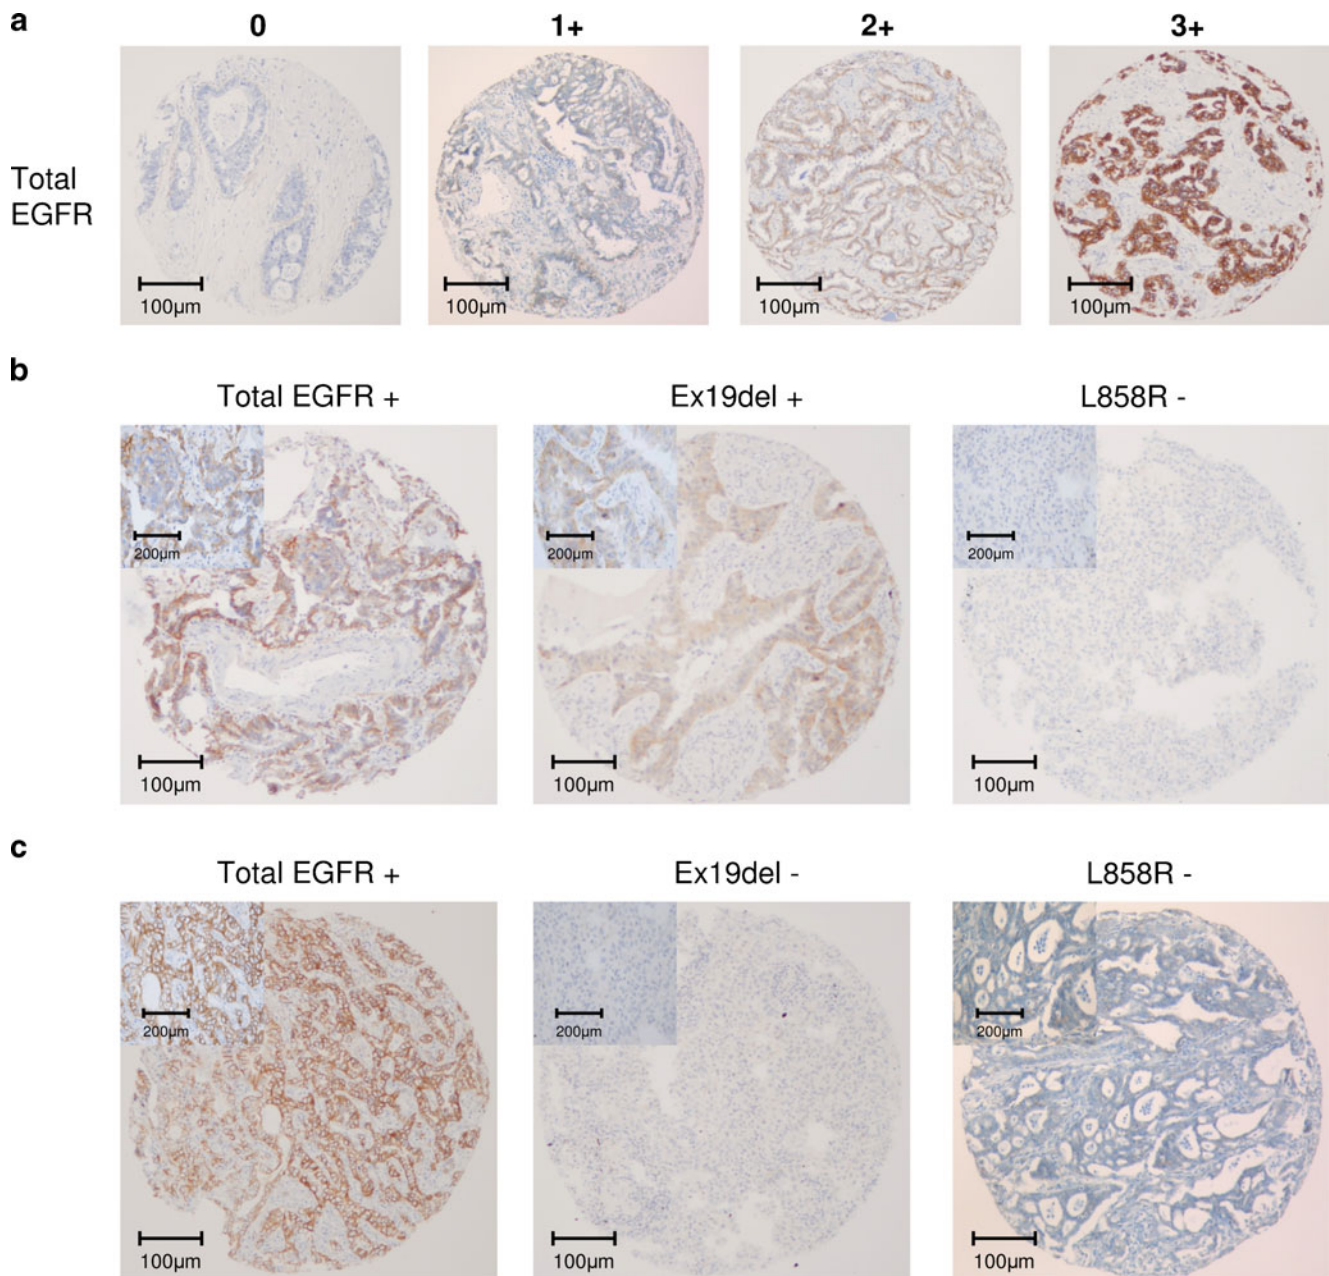 a
0 1+ 2+ 3+
Total
EGFR
100µm 100µm 100µm 100µm
b
Total EGFR + Ex19del + L858R -
200µm 200µm 200µm
100µm 100µm 100µm
c
Total EGFR + Ex19del - L858R -
200µm 200µm 200µm
100µm 100µm 100µm